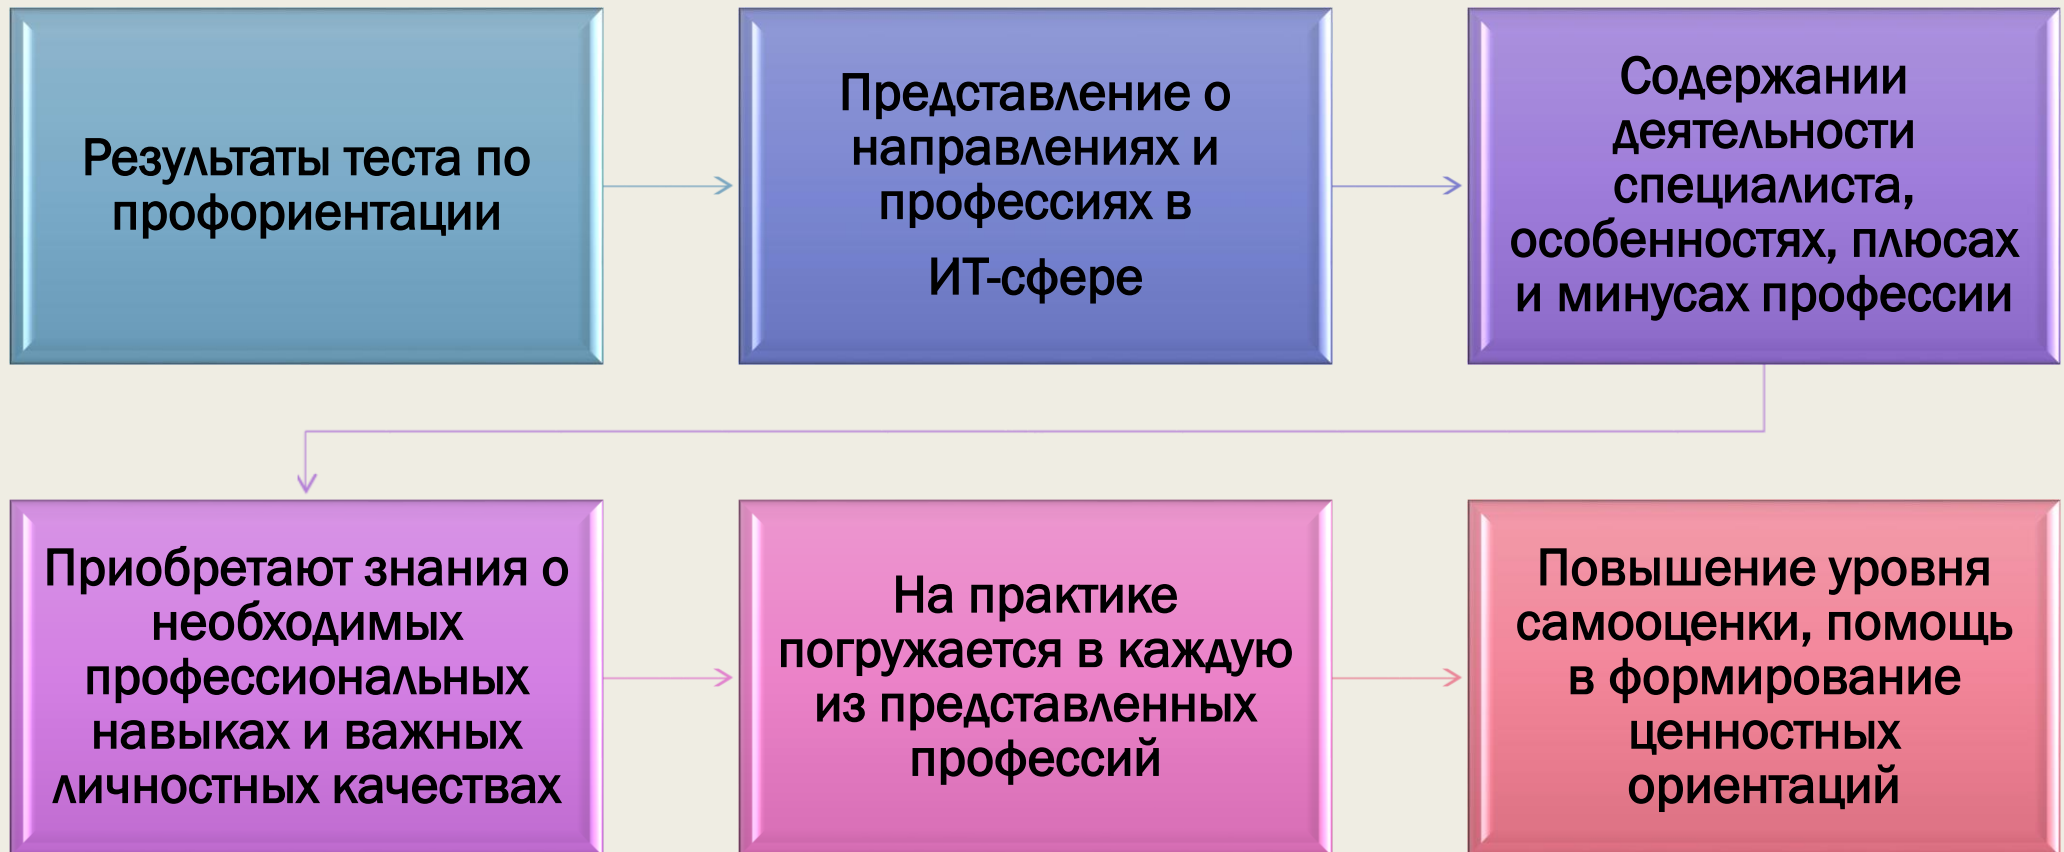 Результаты теста по
профориентации
Представление о
направлениях и
профессиях в
ИТ-сфере
Содержании
деятельности
специалиста,
особенностях, плюсах
и минусах профессии
Приобретают знания о
необходимых
профессиональных
навыках и важных
личностных качествах
На практике
погружается в каждую
из представленных
профессий
Повышение уровня
самооценки, помощь
в формирование
ценностных
ориентаций